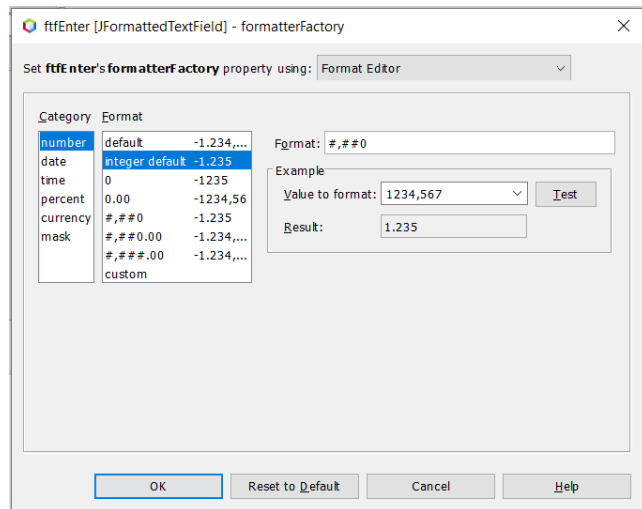 ftfEnter [JFormattedTextField] - formatterFactory
Set ftfEnter's formatterFactory property using: Format Editor
Category Format
number
date
time
percent
currency
mask
default -1.234,...
integer default -1.235
0 -1235
0.00 -1234,56
#,##0 -1.235
#,##0.00 -1.234,...
#,###.00 -1.234,...
custom
Format: #,##0
Example
Value to format: 1234,567 Test
Result: 1.235
OK Reset to Default Cancel Help